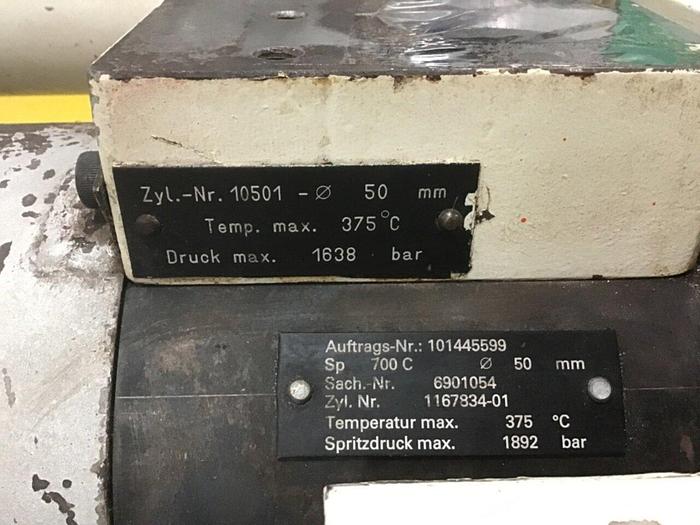 Zyl.-Nr. 10501 - Ø 50 mm
Temp. max. 375°C
Druck max. 1638 bar
Auftrags-Nr.: 101445599
Sp 700 C Ø 50 mm
Sach.-Nr. 6901054
Zyl. Nr. 1167834-01
Temperatur max. 375 °C
Spritzdruck max. 1892 bar